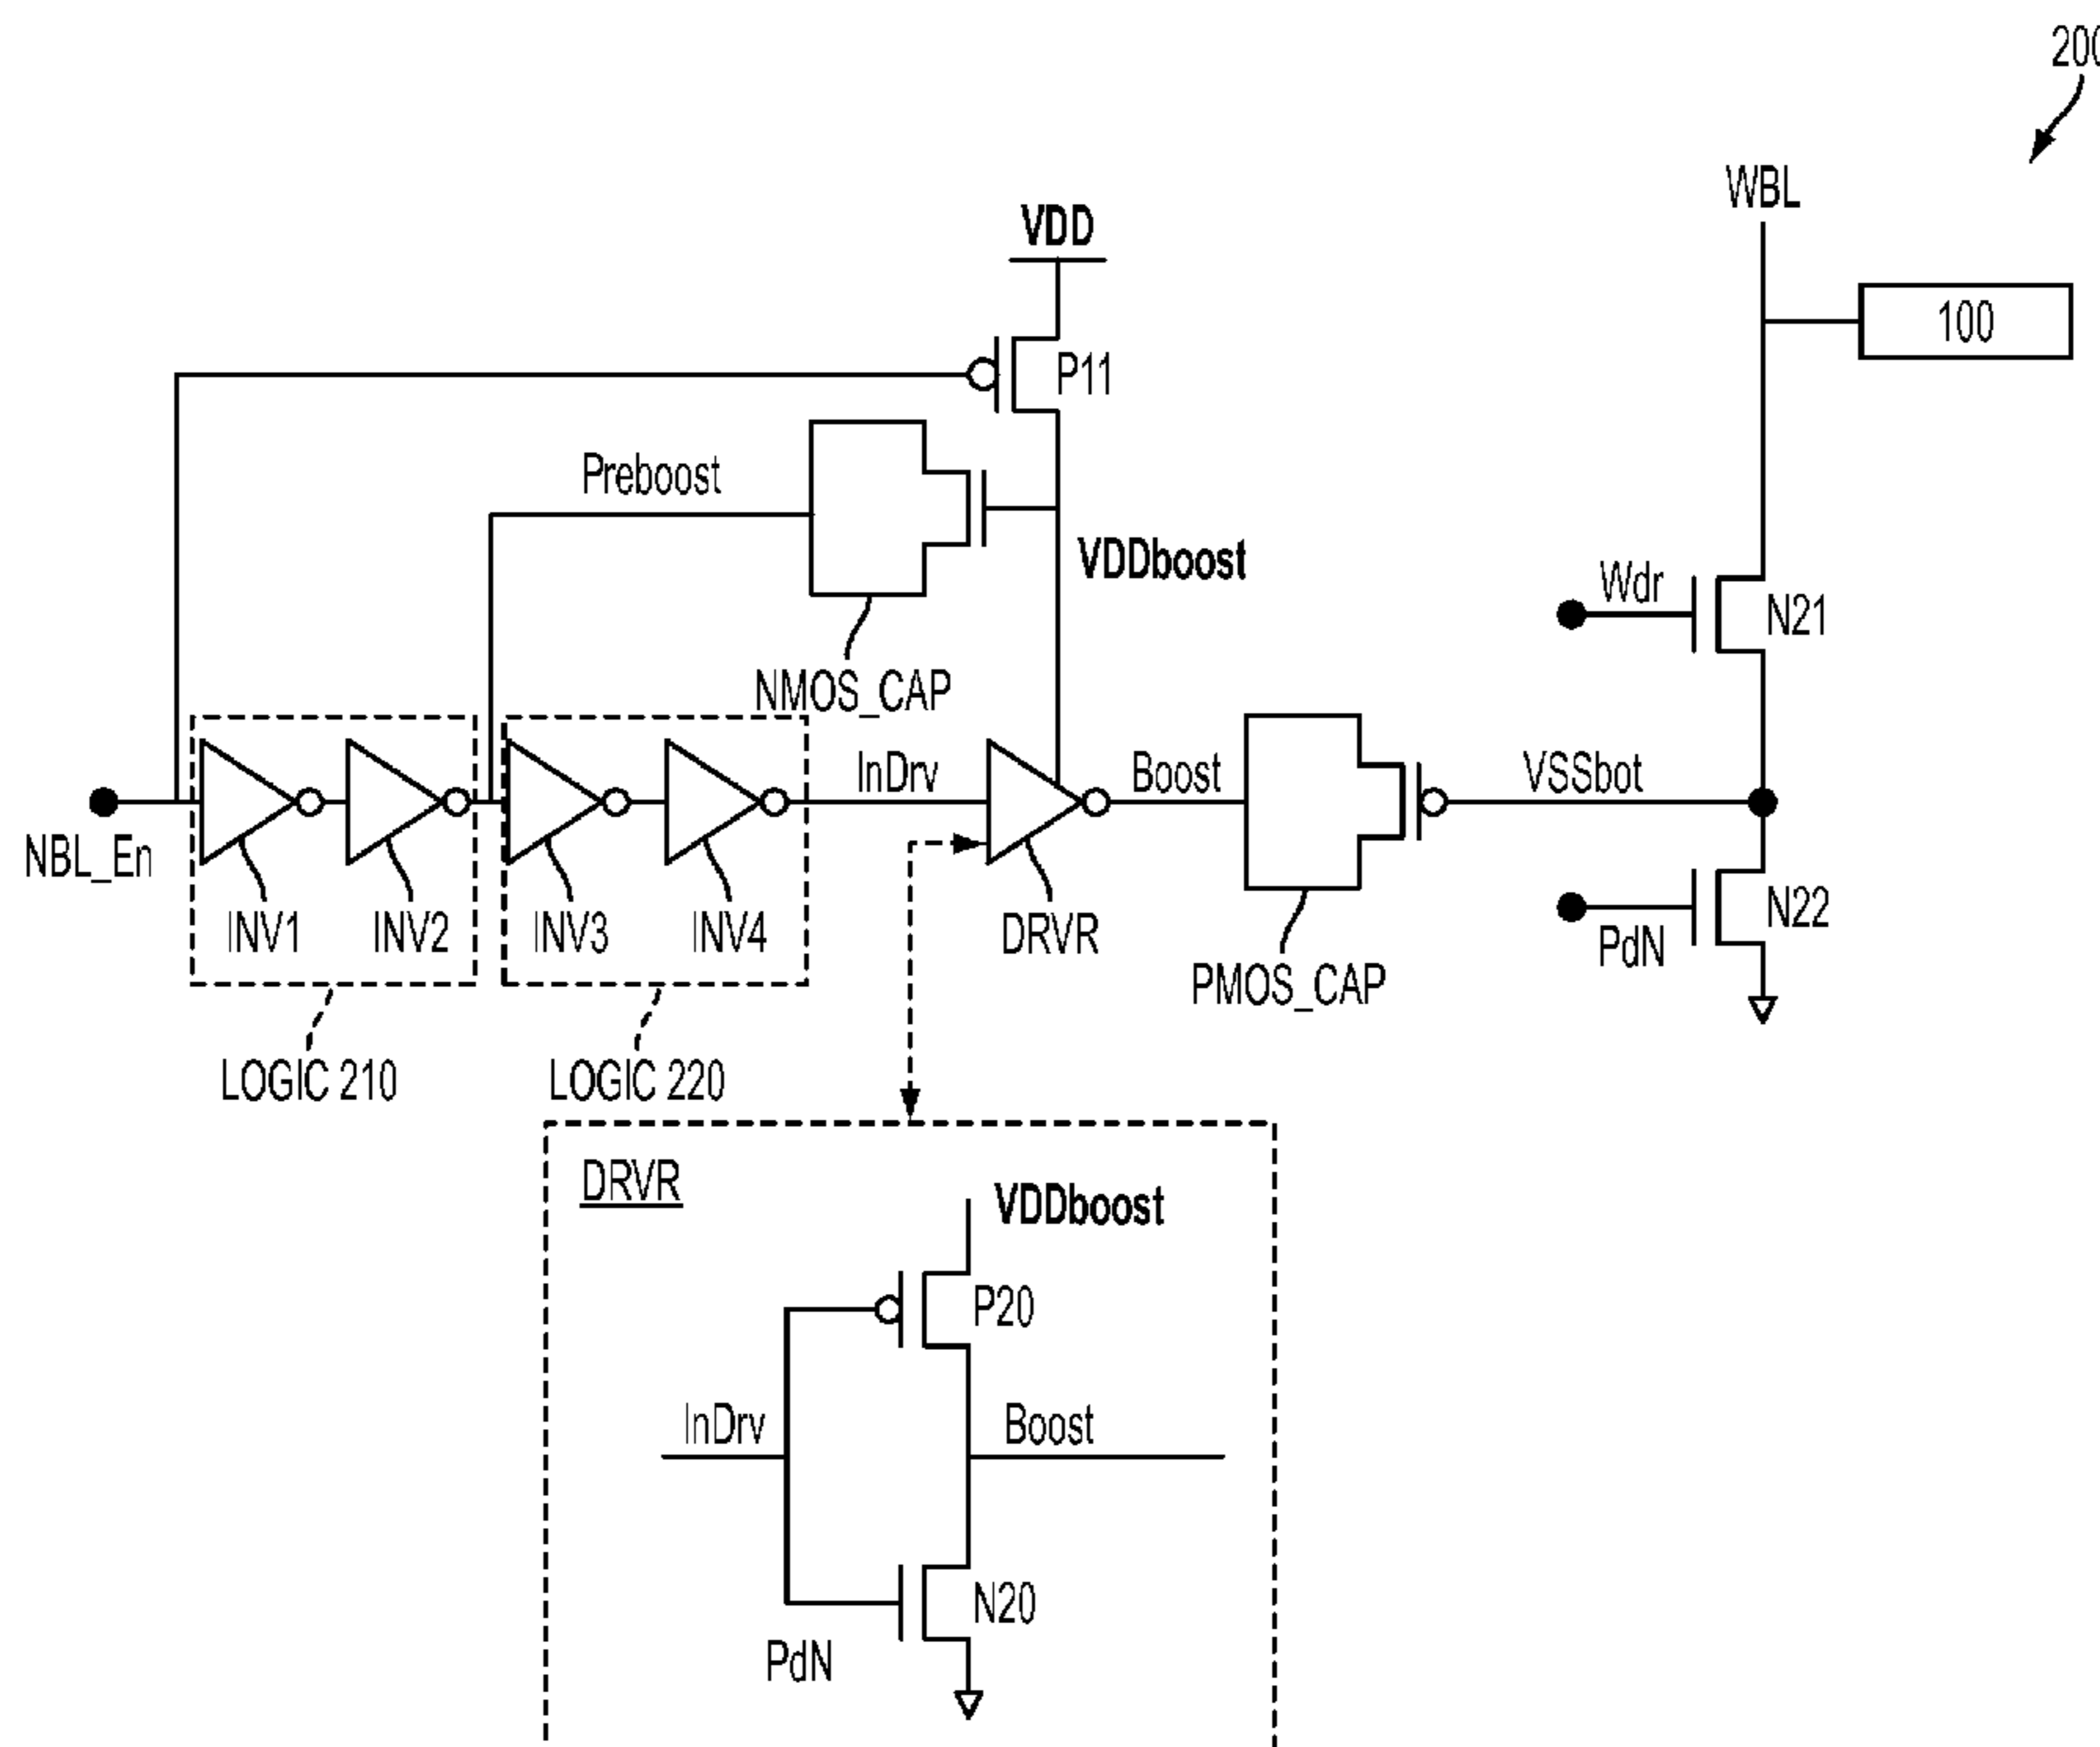 200
WBL
VDD
100
P11
Preboost
VDDboost
Wdr
N21
NMOS_CAP
InDrv
Boost
VSSbot
NBL_En
INV1
INV2
INV3
INV4
DRVR
PdN
N22
PMOS_CAP
LOGIC 210
LOGIC 220
DRVR
VDDboost
P20
InDrv
Boost
N20
PdN